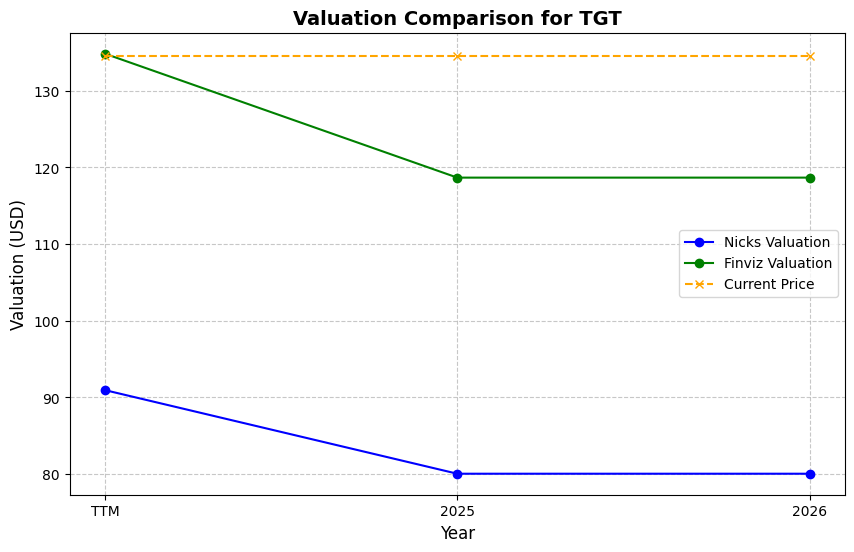 Valuation Comparison for TGT
Valuation (USD)
130
120
110
100
90
80
Nicks Valuation
Finviz Valuation
Current Price
TTM
2025
2026
Year